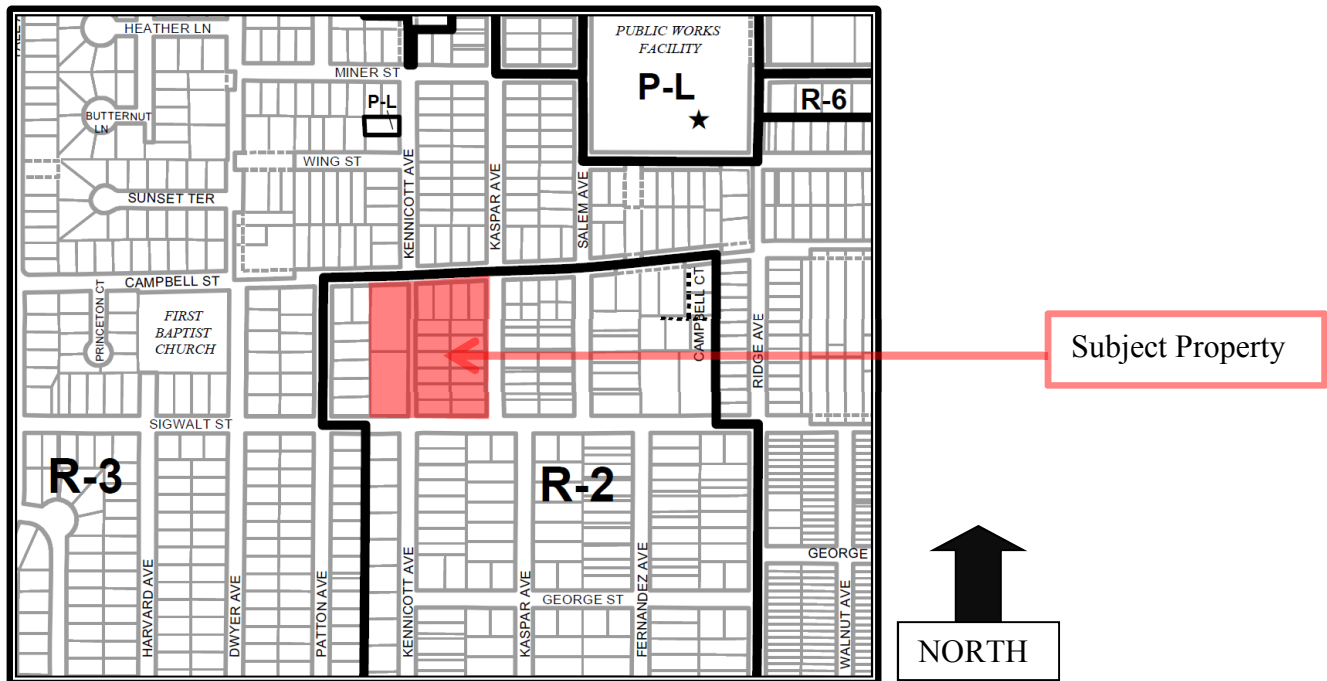 HEATHER LN
PUBLIC WORKS
FACILITY
MINER ST
P-L
R-6
P-L
BUTTERNUT
LN
WING ST
KENNICOTT AVE
KASPAR AVE
SALEM AVE
SUNSET TER
CAMPBELL ST
PRINCETON CT
FIRST
BAPTIST
CHURCH
CAMPBELL CT
RIDGE AVE
Subject Property
SIGWALT ST
R-3
R-2
HARVARD AVE
DWYER AVE
PATTON AVE
KENNICOTT AVE
KASPAR AVE
GEORGE ST
FERNANDEZ AVE
GEORGE
WALNUT AVE
NORTH